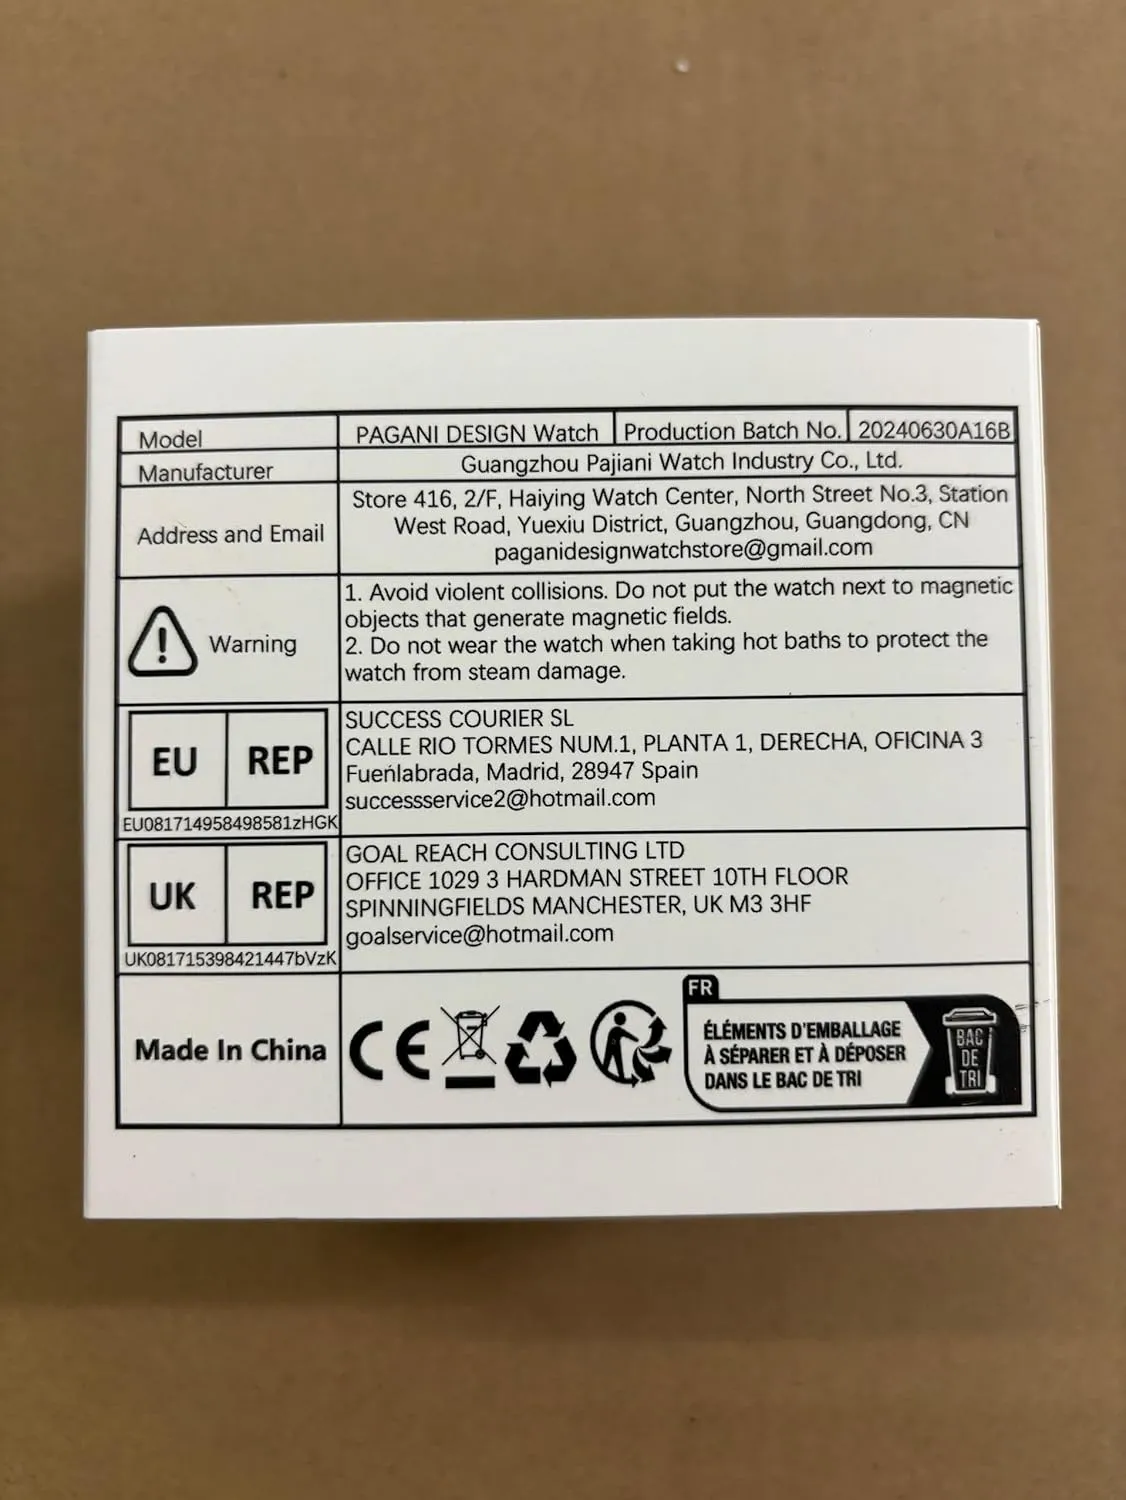 Model
PAGANI DESIGN Watch
Production Batch No.
20240630A16B
Manufacturer
Guangzhou Pajiani Watch Industry Co., Ltd.
Address and Email
Store 416, 2/F, Haiying Watch Center, North Street No.3, Station
West Road, Yuexiu District, Guangzhou, Guangdong, CN
paganidesignwatchstore@gmail.com
Warning
1. Avoid violent collisions. Do not put the watch next to magnetic
objects that generate magnetic fields.
2. Do not wear the watch when taking hot baths to protect the
watch from steam damage.
EU REP
EU081714958498581zHGK
SUCCESS COURIER SL
CALLE RIO TORMES NUM.1, PLANTA 1, DERECHA, OFICINA 3
Fueńlabrada, Madrid, 28947 Spain
successservice2@hotmail.com
UK REP
UK081715398421447bVzK
GOAL REACH CONSULTING LTD
OFFICE 1029 3 HARDMAN STREET 10TH FLOOR
SPINNINGFIELDS MANCHESTER, UK M3 3HF
goalservice@hotmail.com
Made In China
CE
FR
ÉLÉMENTS D'EMBALLAGE
À SÉPARER ET À DÉPOSER
DANS LE BAC DE TRI
BAC
DE
TRI